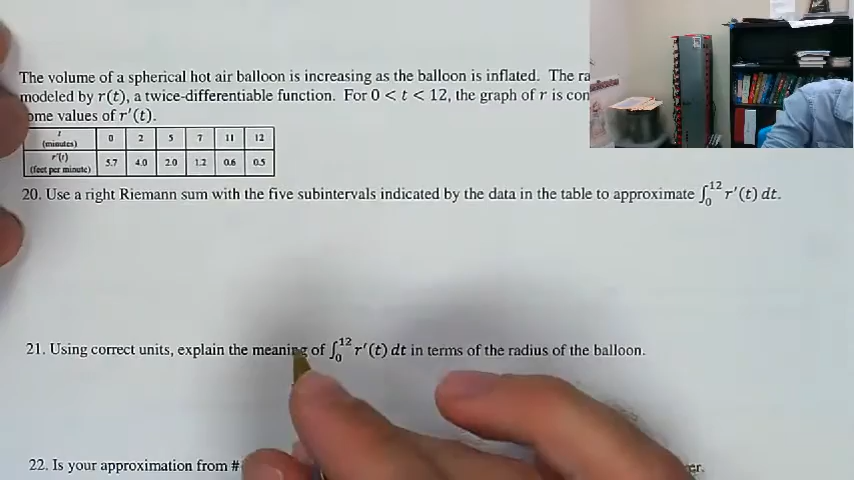 The volume of a spherical hot air balloon is increasing as the balloon is inflated. The
modeled by r(t), a twice-differentiable function. For 0 < t < 12, the graph of r is
ome values of r′(t).
t (minutes) 0 2 5 7 11 12
r′(t) (feet per minute) 5.7 4.0 2.0 1.2 0.6 0.5
20. Use a right Riemann sum with the five subintervals indicated by the data in the table to approximate ∫₀¹² r′(t) dt.
21. Using correct units, explain the meaning of ∫₀¹² r′(t) dt in terms of the radius of the balloon.
22. Is your approximation from #
er.